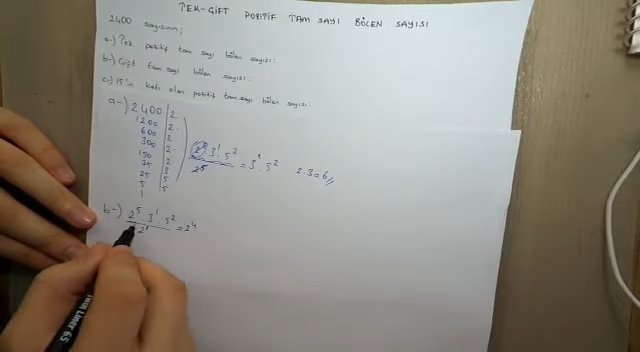 TEK-ÇİFT POZİTİF TAM SAYI BÖLEN SAYISI
2400 sayısının;
a-) Tek pozitif tam sayı bölen sayısı:
b-) Çift tam sayı bölen sayısı:
c-) 15'in katı olan pozitif tam sayı bölen sayısı:
a-) 2400 | 2
1200 | 2
600 | 2
300 | 2
150 | 2
75 | 3
25 | 5
5 | 5
1
2⁵ . 3¹ . 5² / 2⁵ = 3¹ . 5² 2.3=6
b-) 2⁵ . 3¹ . 5² / 2¹ = 2⁴
Liner 65